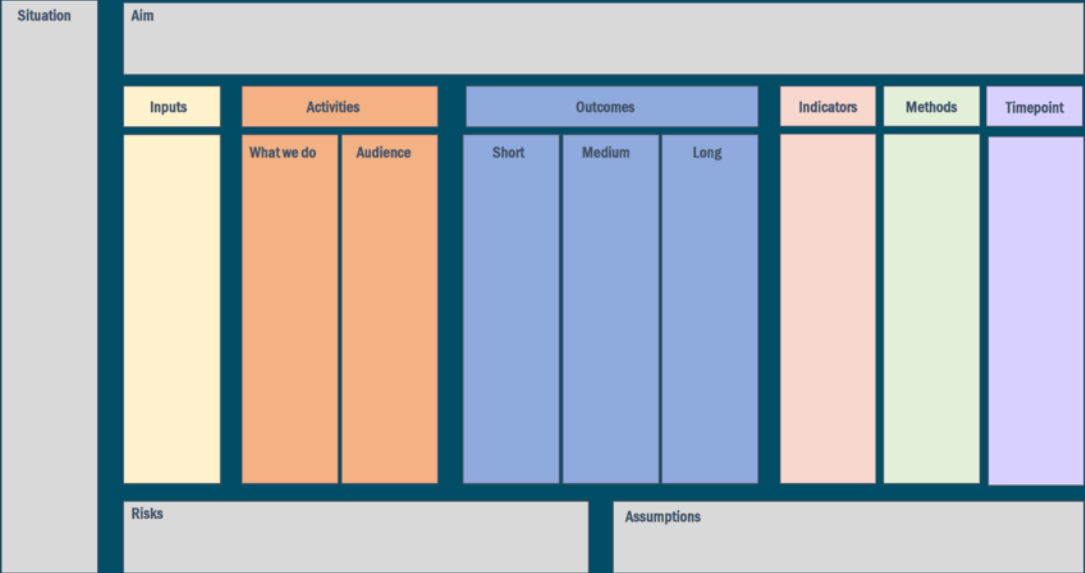 Situation
Aim
Inputs
Activities
Outcomes
Indicators
Methods
Timepoint
What we do
Audience
Short
Medium
Long
Risks
Assumptions